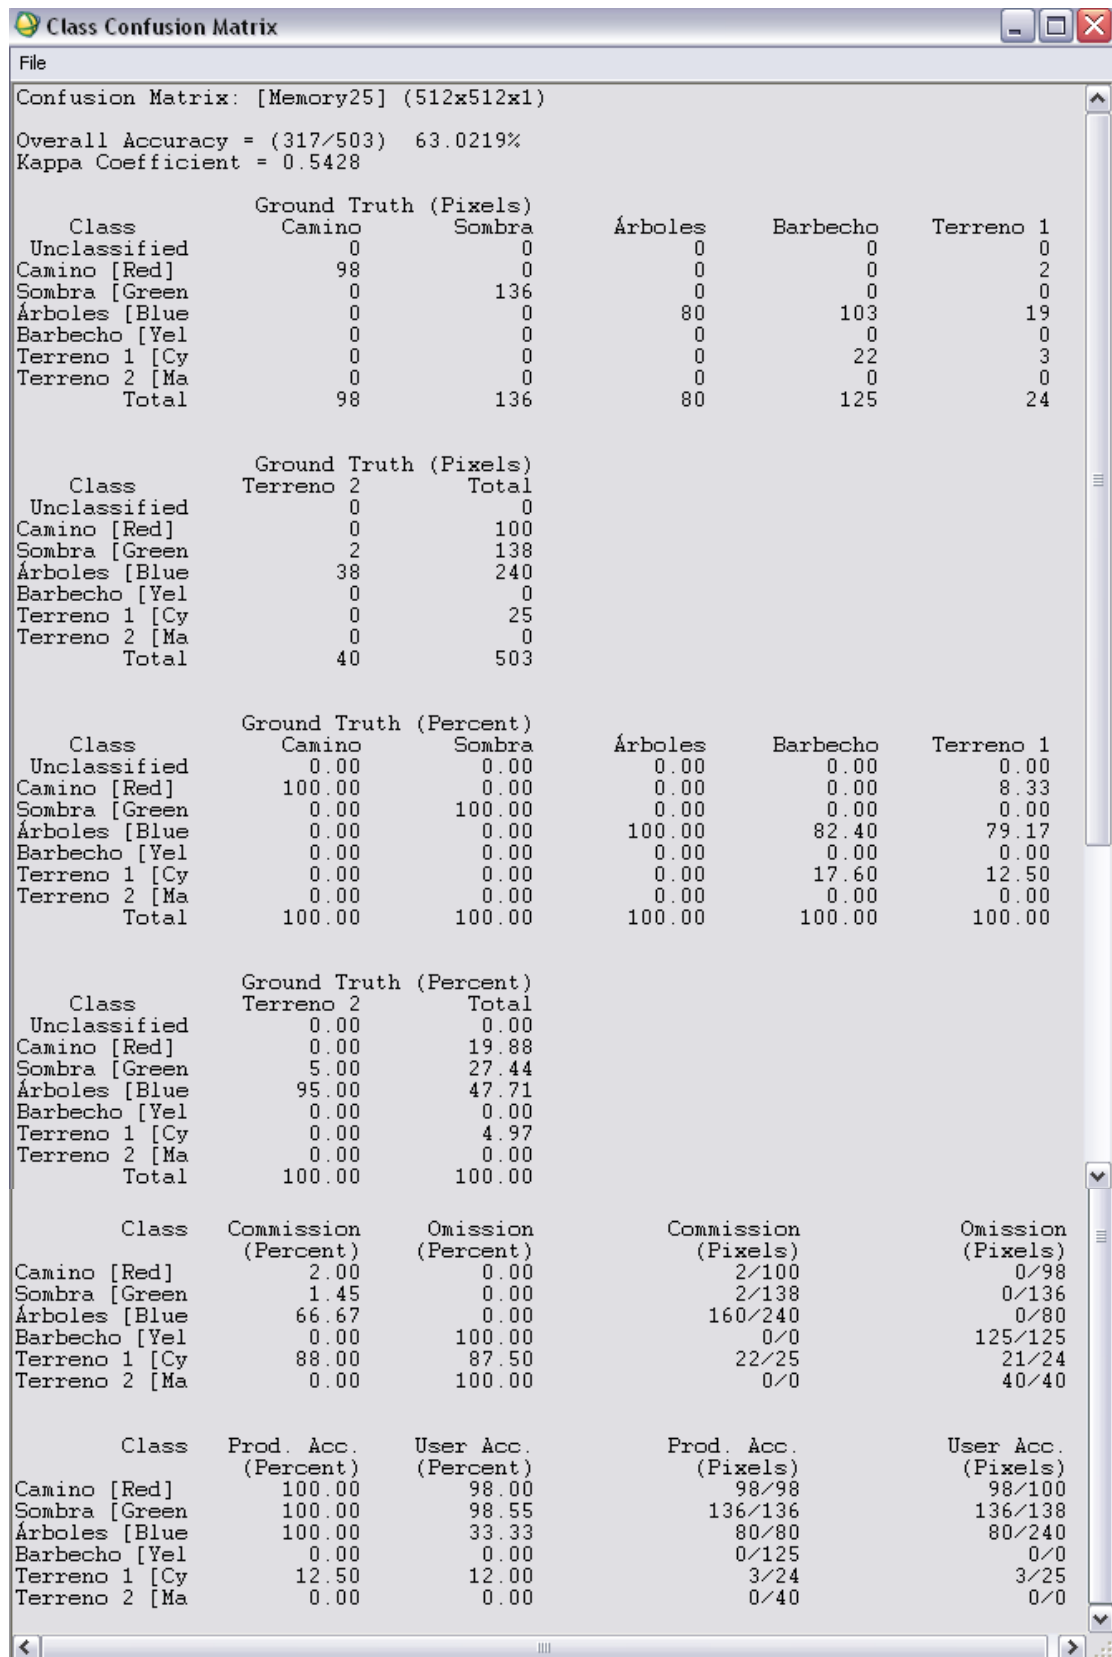 Class Confusion Matrix
File
Confusion Matrix: [Memory25] (512x512x1)
Overall Accuracy = (317/503) 63.0219%
Kappa Coefficient = 0.5428
Ground Truth (Pixels)
Class Camino Sombra Árboles Barbecho Terreno 1
Unclassified 0 0 0 0 0
Camino [Red] 98 0 0 0 2
Sombra [Green 0 136 0 0 0
Árboles [Blue 0 0 80 103 19
Barbecho [Yel 0 0 0 0 0
Terreno 1 [Cy 0 0 0 22 3
Terreno 2 [Ma 0 0 0 0 0
Total 98 136 80 125 24
Ground Truth (Pixels)
Class Terreno 2 Total
Unclassified 0 0
Camino [Red] 0 100
Sombra [Green 2 138
Árboles [Blue 38 240
Barbecho [Yel 0 0
Terreno 1 [Cy 0 25
Terreno 2 [Ma 0 0
Total 40 503
Ground Truth (Percent)
Class Camino Sombra Árboles Barbecho Terreno 1
Unclassified 0.00 0.00 0.00 0.00 0.00
Camino [Red] 100.00 0.00 0.00 0.00 8.33
Sombra [Green 0.00 100.00 0.00 0.00 0.00
Árboles [Blue 0.00 0.00 100.00 82.40 79.17
Barbecho [Yel 0.00 0.00 0.00 0.00 0.00
Terreno 1 [Cy 0.00 0.00 0.00 17.60 12.50
Terreno 2 [Ma 0.00 0.00 0.00 0.00 0.00
Total 100.00 100.00 100.00 100.00 100.00
Ground Truth (Percent)
Class Terreno 2 Total
Unclassified 0.00 0.00
Camino [Red] 0.00 19.88
Sombra [Green 5.00 27.44
Árboles [Blue 95.00 47.71
Barbecho [Yel 0.00 0.00
Terreno 1 [Cy 0.00 4.97
Terreno 2 [Ma 0.00 0.00
Total 100.00 100.00
Class Commission Omission Commission Omission
(Percent) (Percent) (Pixels) (Pixels)
Camino [Red] 2.00 0.00 2/100 0/98
Sombra [Green 1.45 0.00 2/138 0/136
Árboles [Blue 66.67 0.00 160/240 0/80
Barbecho [Yel 0.00 100.00 0/0 125/125
Terreno 1 [Cy 88.00 87.50 22/25 21/24
Terreno 2 [Ma 0.00 100.00 0/0 40/40
Class Prod. Acc. User Acc. Prod. Acc. User Acc.
(Percent) (Percent) (Pixels) (Pixels)
Camino [Red] 100.00 98.00 98/98 98/100
Sombra [Green 100.00 98.55 136/136 136/138
Árboles [Blue 100.00 33.33 80/80 80/240
Barbecho [Yel 0.00 0.00 0/125 0/0
Terreno 1 [Cy 12.50 12.00 3/24 3/25
Terreno 2 [Ma 0.00 0.00 0/40 0/0